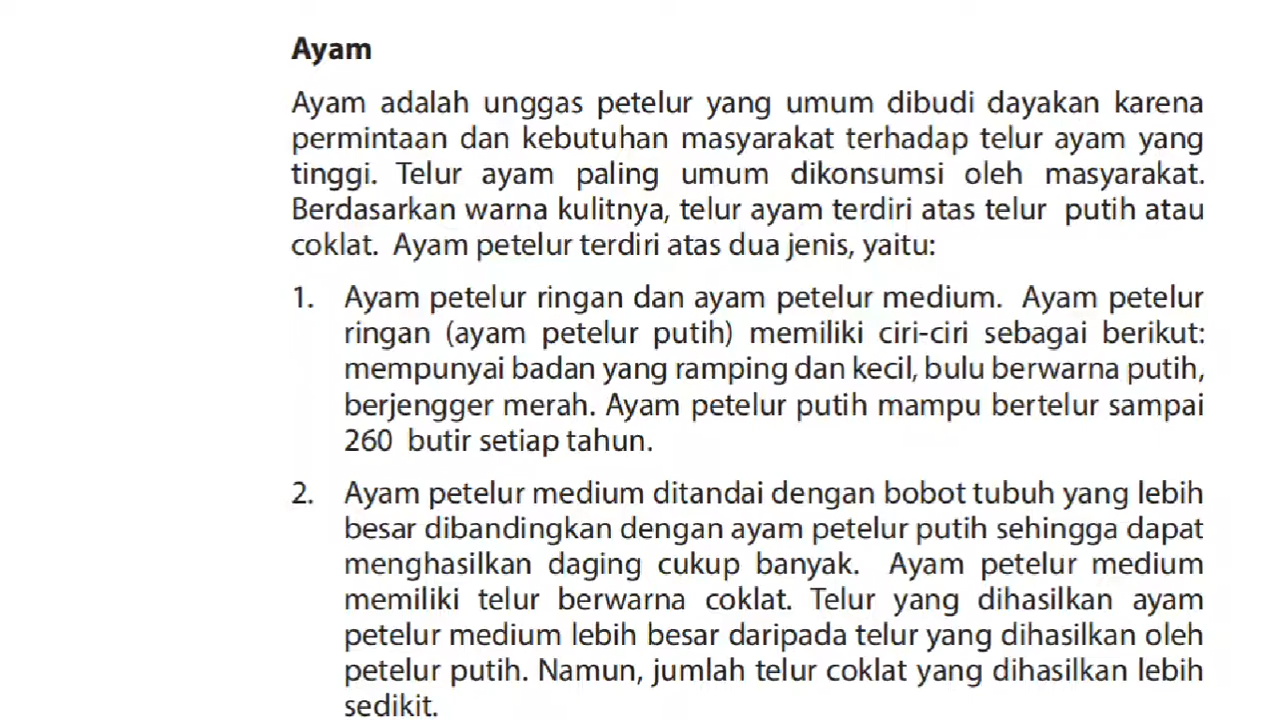 Ayam
Ayam adalah unggas petelur yang umum dibudi dayakan karena
permintaan dan kebutuhan masyarakat terhadap telur ayam yang
tinggi. Telur ayam paling umum dikonsumsi oleh masyarakat.
Berdasarkan warna kulitnya, telur ayam terdiri atas telur putih atau
coklat. Ayam petelur terdiri atas dua jenis, yaitu:
1. Ayam petelur ringan dan ayam petelur medium. Ayam petelur
ringan (ayam petelur putih) memiliki ciri-ciri sebagai berikut:
mempunyai badan yang ramping dan kecil, bulu berwarna putih,
berjengger merah. Ayam petelur putih mampu bertelur sampai
260 butir setiap tahun.
2. Ayam petelur medium ditandai dengan bobot tubuh yang lebih
besar dibandingkan dengan ayam petelur putih sehingga dapat
menghasilkan daging cukup banyak. Ayam petelur medium
memiliki telur berwarna coklat. Telur yang dihasilkan ayam
petelur medium lebih besar daripada telur yang dihasilkan oleh
petelur putih. Namun, jumlah telur coklat yang dihasilkan lebih
sedikit.